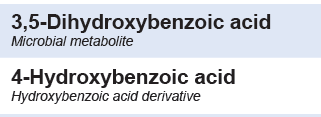 3,5-Dihydroxybenzoic acid
Microbial metabolite
4-Hydroxybenzoic acid
Hydroxybenzoic acid derivative